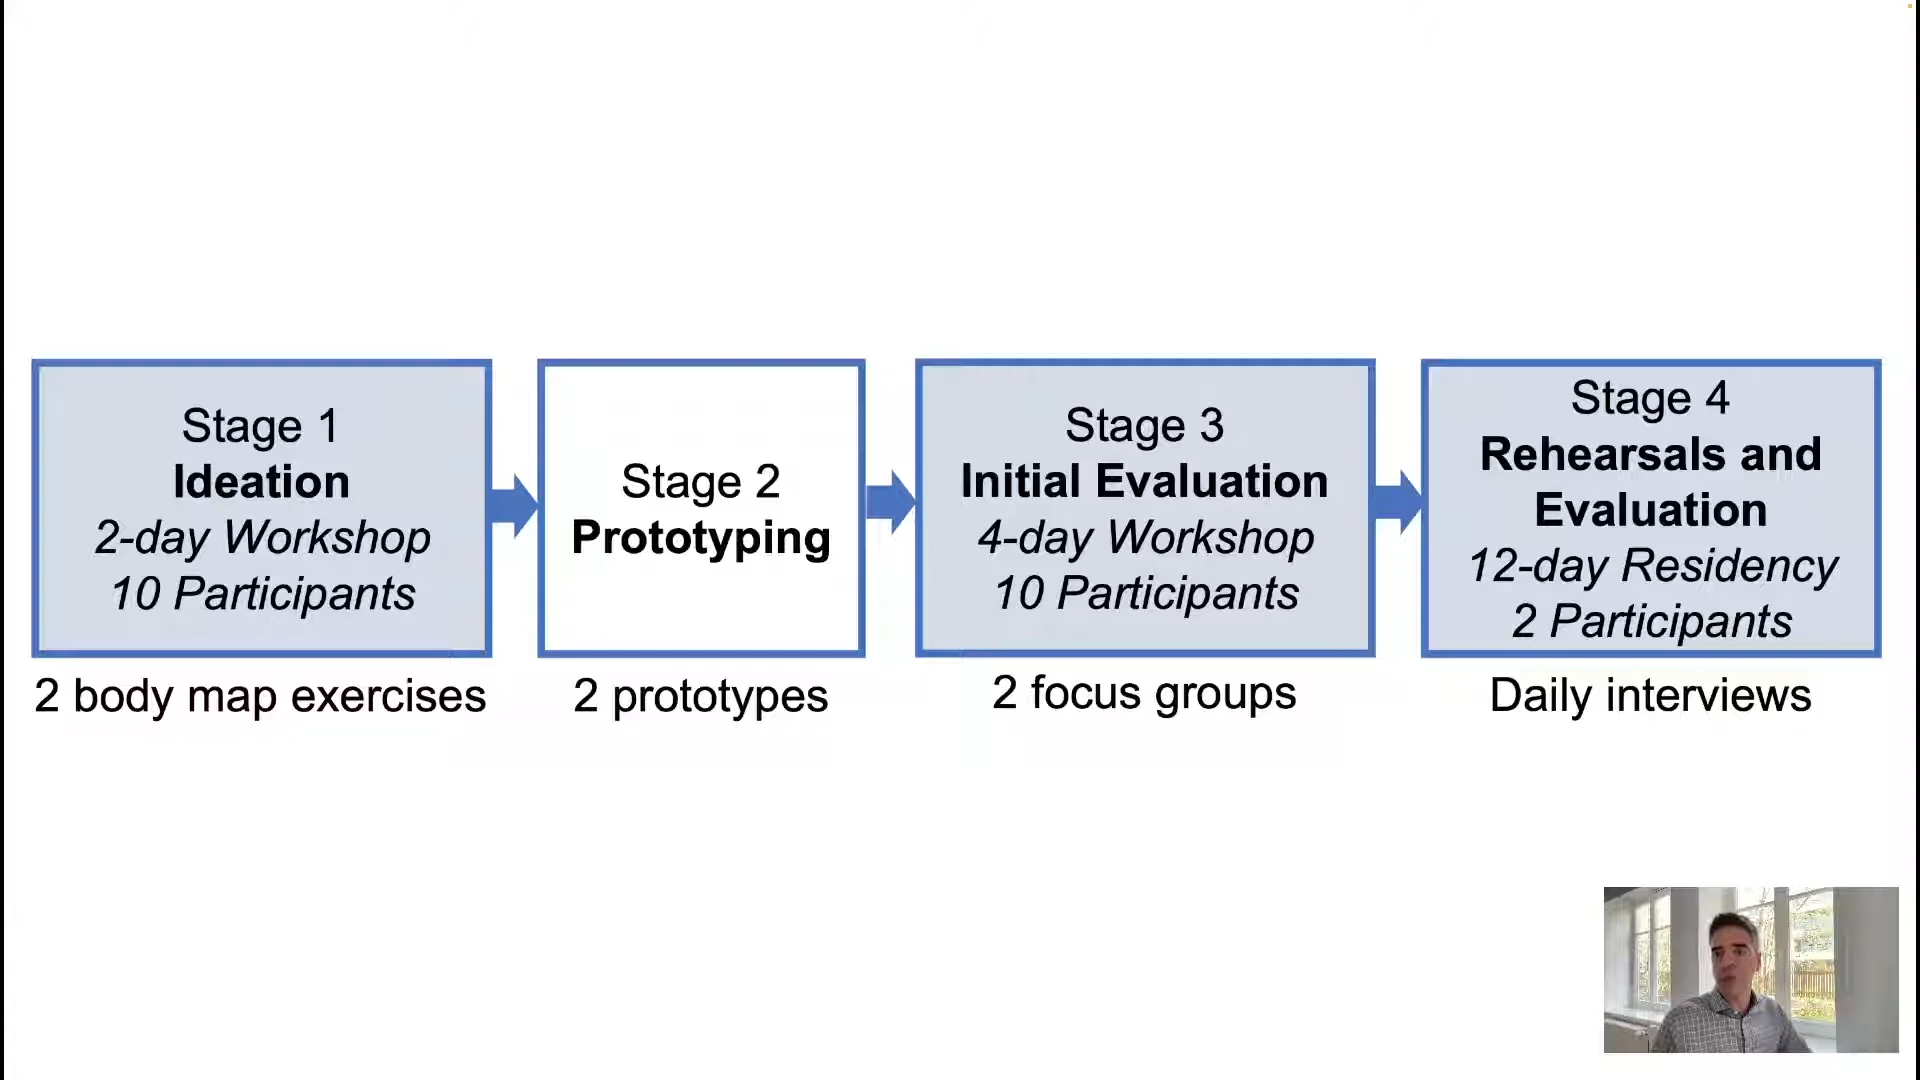 Stage 1
Ideation
2-day Workshop
10 Participants
2 body map exercises
Stage 2
Prototyping
2 prototypes
Stage 3
Initial Evaluation
4-day Workshop
10 Participants
2 focus groups
Stage 4
Rehearsals and
Evaluation
12-day Residency
2 Participants
Daily interviews